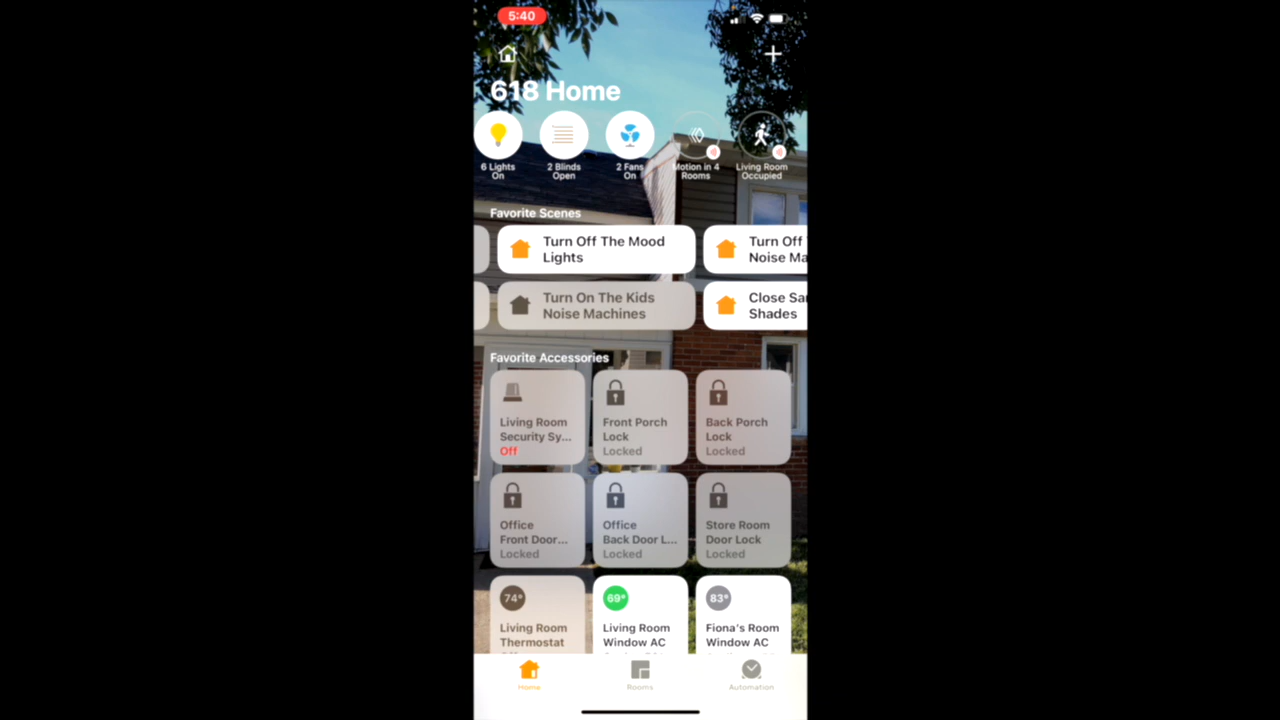 5:40
618 Home
6 Lights
On
2 Blinds
Open
2 Fans
On
Motion in 4
Rooms
Living Room
Occupied
Favorite Scenes
Turn Off The Mood
Lights
Turn Off
Noise Ma
Turn On The Kids
Noise Machines
Close Sa
Shades
Favorite Accessories
Living Room
Security Sy...
Off
Front Porch
Lock
Locked
Back Porch
Lock
Locked
Office
Front Door...
Locked
Office
Back Door L...
Locked
Store Room
Door Lock
Locked
74°
Living Room
Thermostat
69°
Living Room
Window AC
83°
Fiona's Room
Window AC
Home
Rooms
Automation